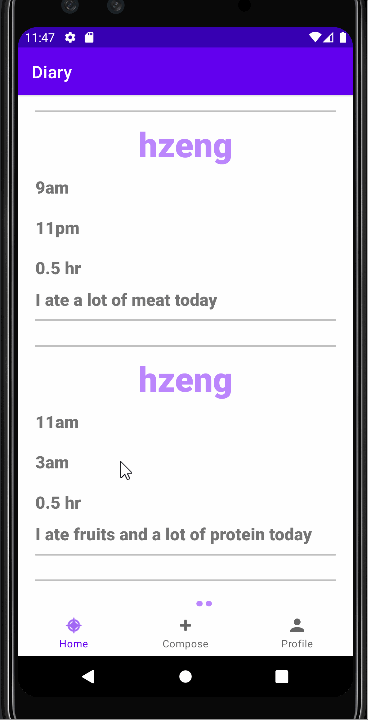 11:47
Diary
hzeng
9am
11pm
0.5 hr
I ate a lot of meat today
hzeng
11am
3am
0.5 hr
I ate fruits and a lot of protein today
Home
Compose
Profile